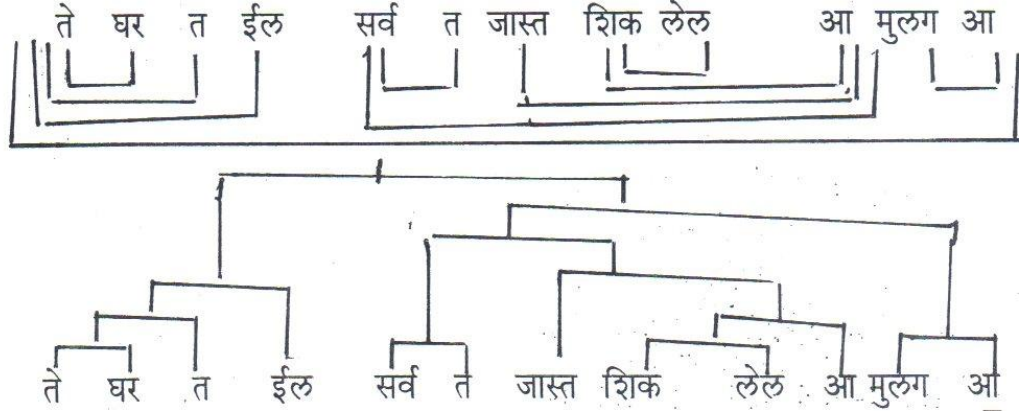 ते घर त ईल सर्व त जास्त शिक लेल आ मुलग आ
ते घर त ईल सर्व त जास्त शिक लेल आ मुलग आ